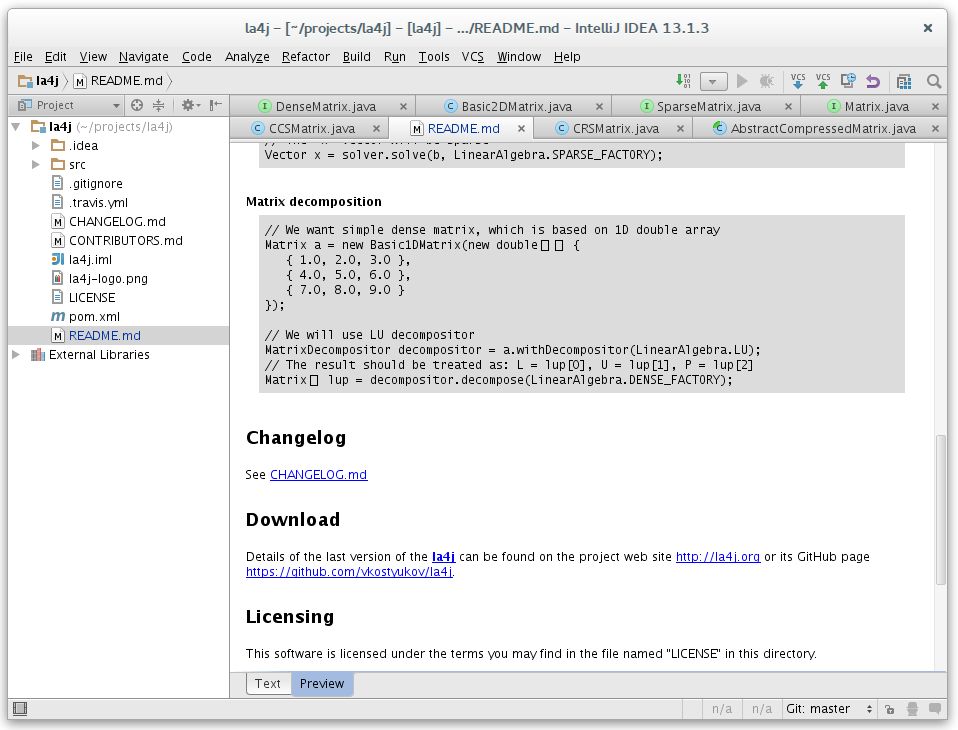 la4j – [~/projects/la4j] – [la4j] – .../README.md – IntelliJ IDEA 13.1.3
File Edit View Navigate Code Analyze Refactor Build Run Tools VCS Window Help
la4j README.md
VCS VCS
Project
DenseMatrix.java Basic2DMatrix.java SparseMatrix.java Matrix.java
CCSMatrix.java README.md CRSMatrix.java AbstractCompressedMatrix.java
la4j (~/projects/la4j)
.idea
src
.gitignore
.travis.yml
CHANGELOG.md
CONTRIBUTORS.md
la4j.iml
la4j-logo.png
LICENSE
pom.xml
README.md
External Libraries
Vector x = solver.solve(b, LinearAlgebra.SPARSE_FACTORY);
Matrix decomposition
// We want simple dense matrix, which is based on 1D double array
Matrix a = new Basic1DMatrix(new double▯▯ {
{ 1.0, 2.0, 3.0 },
{ 4.0, 5.0, 6.0 },
{ 7.0, 8.0, 9.0 }
});
// We will use LU decompositor
MatrixDecompositor decompositor = a.withDecompositor(LinearAlgebra.LU);
// The result should be treated as: L = lup[0], U = lup[1], P = lup[2]
Matrix▯ lup = decompositor.decompose(LinearAlgebra.DENSE_FACTORY);
Changelog
See CHANGELOG.md
Download
Details of the last version of the la4j can be found on the project web site http://la4j.org or its GitHub page
https://github.com/vkostyukov/la4j.
Licensing
This software is licensed under the terms you may find in the file named "LICENSE" in this directory.
Text Preview
n/a n/a Git: master